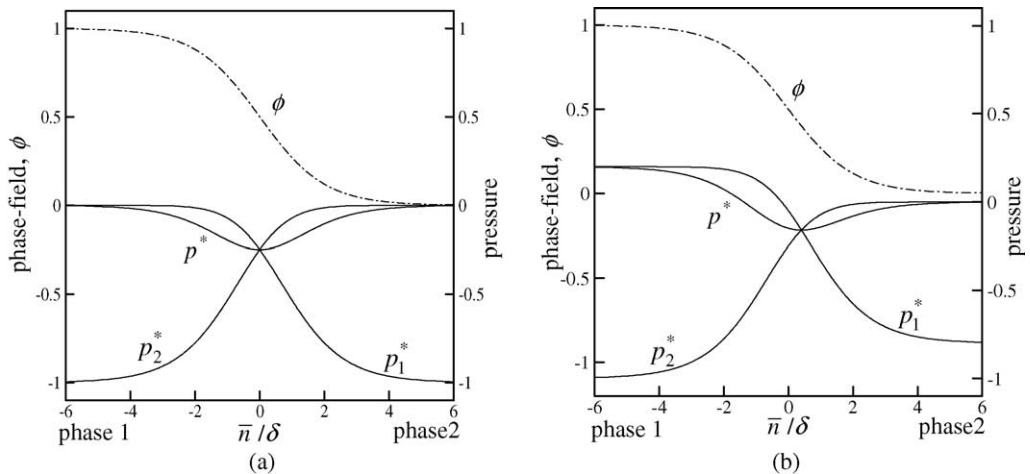 1
0.5
0
-0.5
-1
phase-field, ϕ
ϕ
p*
p₂*
p₁*
1
0.5
0
-0.5
-1
pressure
-6 -4 -2 0 2 4 6
phase 1 n̅/δ phase2
(a)
1
0.5
0
-0.5
-1
phase-field, ϕ
ϕ
p*
p₂*
p₁*
1
0.5
0
-0.5
-1
pressure
-6 -4 -2 0 2 4 6
phase 1 n̅/δ phase2
(b)